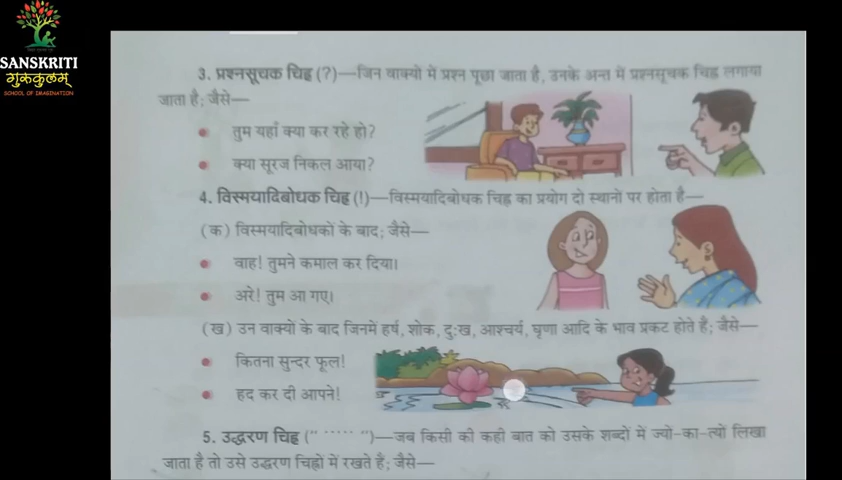 SANSKRITI
गुरुकुलम्
SCHOOL OF IMAGINATION
3. प्रश्नसूचक चिह्न (?)—जिन वाक्यों में प्रश्न पूछा जाता है, उनके अन्त में प्रश्नसूचक चिह्न लगाया
जाता है; जैसे—
• तुम यहाँ क्या कर रहे हो?
• क्या सूरज निकल आया?
4. विस्मयादिबोधक चिह्न (!)—विस्मयादिबोधक चिह्न का प्रयोग दो स्थानों पर होता है—
(क) विस्मयादिबोधकों के बाद; जैसे—
• वाह! तुमने कमाल कर दिया।
• अरे! तुम आ गए।
(ख) उन वाक्यों के बाद जिनमें हर्ष, शोक, दुःख, आश्चर्य, घृणा आदि के भाव प्रकट होते हैं; जैसे—
• कितना सुन्दर फूल!
• हद कर दी आपने!
5. उद्धरण चिह्न (“ ····· ”)—जब किसी की कही बात को उसके शब्दों में ज्यों-का-त्यों लिखा
जाता है तो उसे उद्धरण चिह्नों में रखते हैं; जैसे—